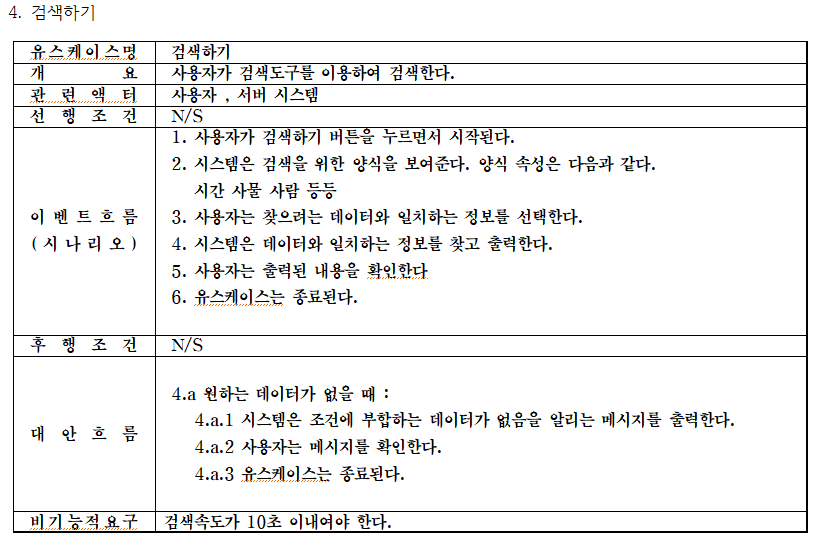 4. 검색하기
유스케이스명 검색하기
개 요 사용자가 검색도구를 이용하여 검색한다.
관 련 액 터 사용자 , 서버 시스템
선 행 조 건 N/S
이 벤 트 흐 름
( 시 나 리 오 )
1. 사용자가 검색하기 버튼을 누르면서 시작된다.
2. 시스템은 검색을 위한 양식을 보여준다. 양식 속성은 다음과 같다.
시간 사물 사람 등등
3. 사용자는 찾으려는 데이터와 일치하는 정보를 선택한다.
4. 시스템은 데이터와 일치하는 정보를 찾고 출력한다.
5. 사용자는 출력된 내용을 확인한다
6. 유스케이스는 종료된다.
후 행 조 건 N/S
대 안 흐 름
4.a 원하는 데이터가 없을 때 :
4.a.1 시스템은 조건에 부합하는 데이터가 없음을 알리는 메시지를 출력한다.
4.a.2 사용자는 메시지를 확인한다.
4.a.3 유스케이스는 종료된다.
비기능적요구 검색속도가 10초 이내여야 한다.